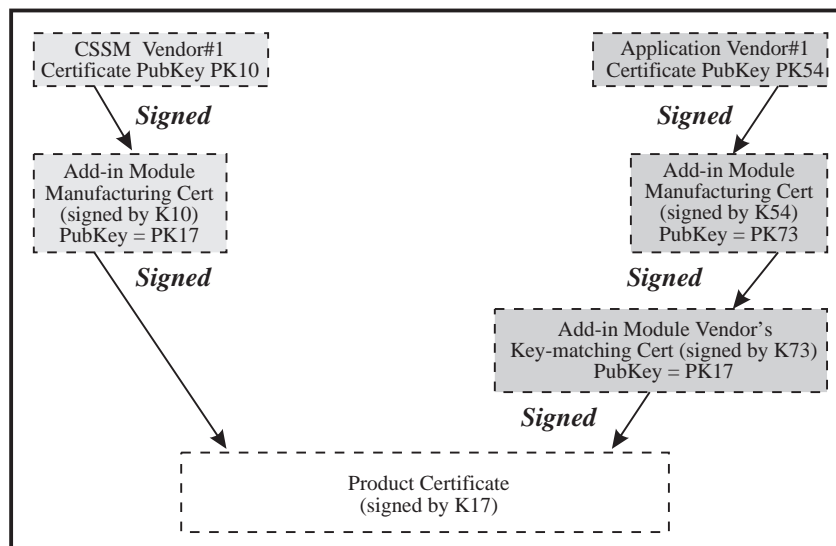 CSSM Vendor#1
Certificate PubKey PK10
Application Vendor#1
Certificate PubKey PK54
Signed
Signed
Add-in Module
Manufacturing Cert
(signed by K10)
PubKey = PK17
Add-in Module
Manufacturing Cert
(signed by K54)
PubKey = PK73
Signed
Signed
Add-in Module Vendor’s
Key-matching Cert (signed by K73)
PubKey = PK17
Signed
Product Certificate
(signed by K17)